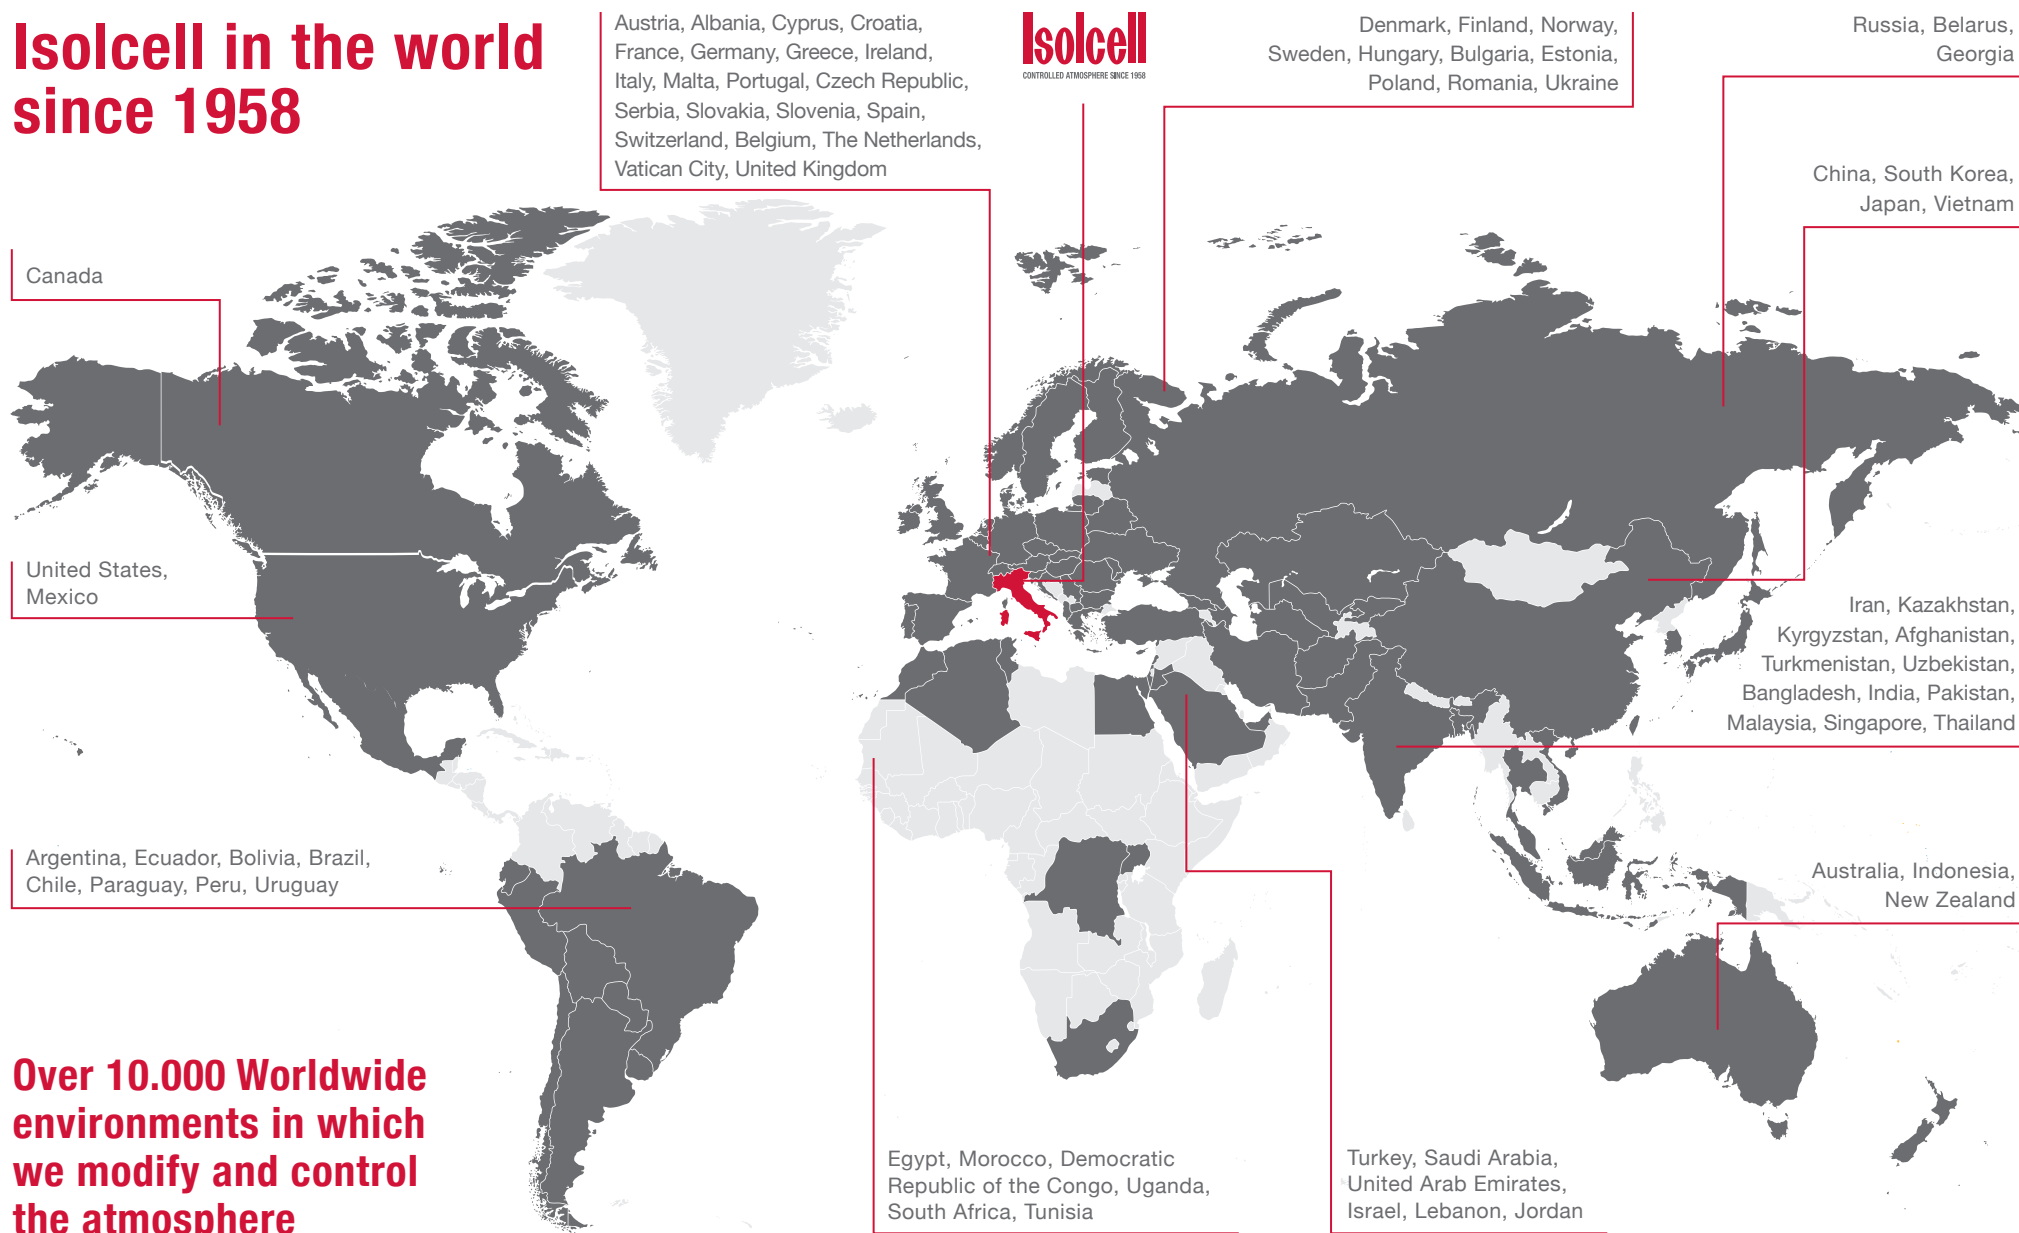 Isolcell in the world
since 1958
Austria, Albania, Cyprus, Croatia,
France, Germany, Greece, Ireland,
Italy, Malta, Portugal, Czech Republic,
Serbia, Slovakia, Slovenia, Spain,
Switzerland, Belgium, The Netherlands,
Vatican City, United Kingdom
Isolcell
CONTROLLED ATMOSPHERE SINCE 1958
Denmark, Finland, Norway,
Sweden, Hungary, Bulgaria, Estonia,
Poland, Romania, Ukraine
Russia, Belarus,
Georgia
China, South Korea,
Japan, Vietnam
Canada
United States,
Mexico
Iran, Kazakhstan,
Kyrgyzstan, Afghanistan,
Turkmenistan, Uzbekistan,
Bangladesh, India, Pakistan,
Malaysia, Singapore, Thailand
Argentina, Ecuador, Bolivia, Brazil,
Chile, Paraguay, Peru, Uruguay
Australia, Indonesia,
New Zealand
Over 10.000 Worldwide
environments in which
we modify and control
the atmosphere
Egypt, Morocco, Democratic
Republic of the Congo, Uganda,
South Africa, Tunisia
Turkey, Saudi Arabia,
United Arab Emirates,
Israel, Lebanon, Jordan